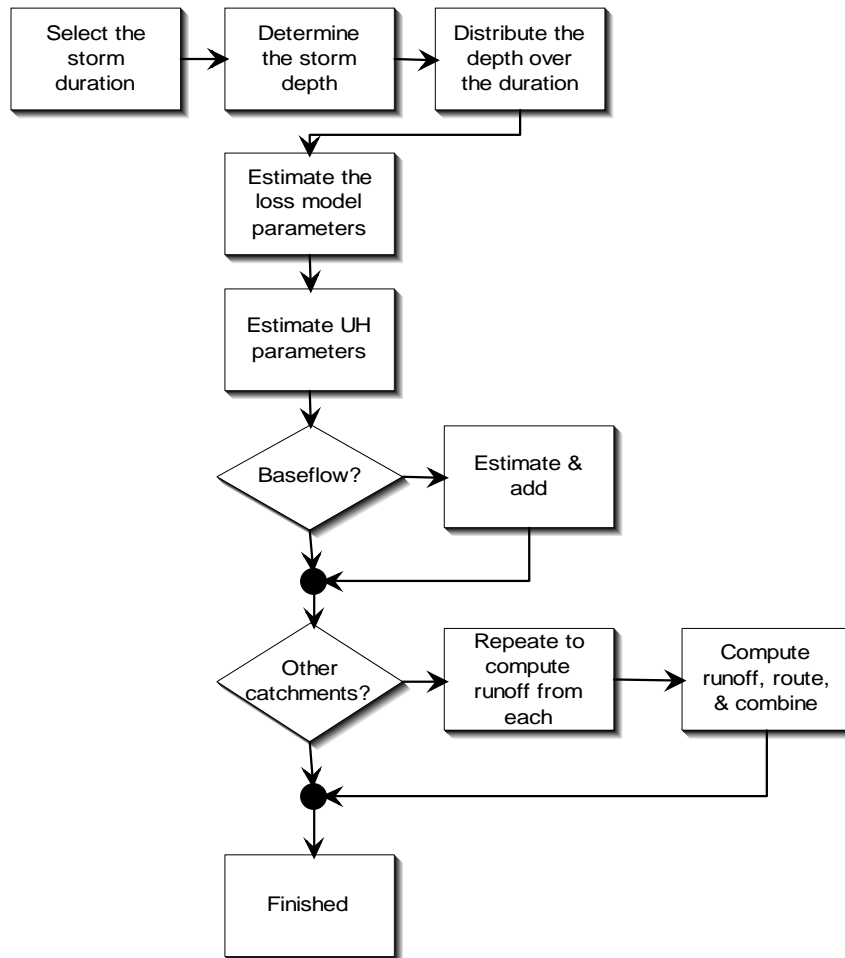 Select the
storm
duration
Determine
the storm
depth
Distribute the
depth over
the duration
Estimate the
loss model
parameters
Estimate UH
parameters
Baseflow?
Estimate &
add
Other
catchments?
Repeate to
compute
runoff from
each
Compute
runoff, route,
& combine
Finished